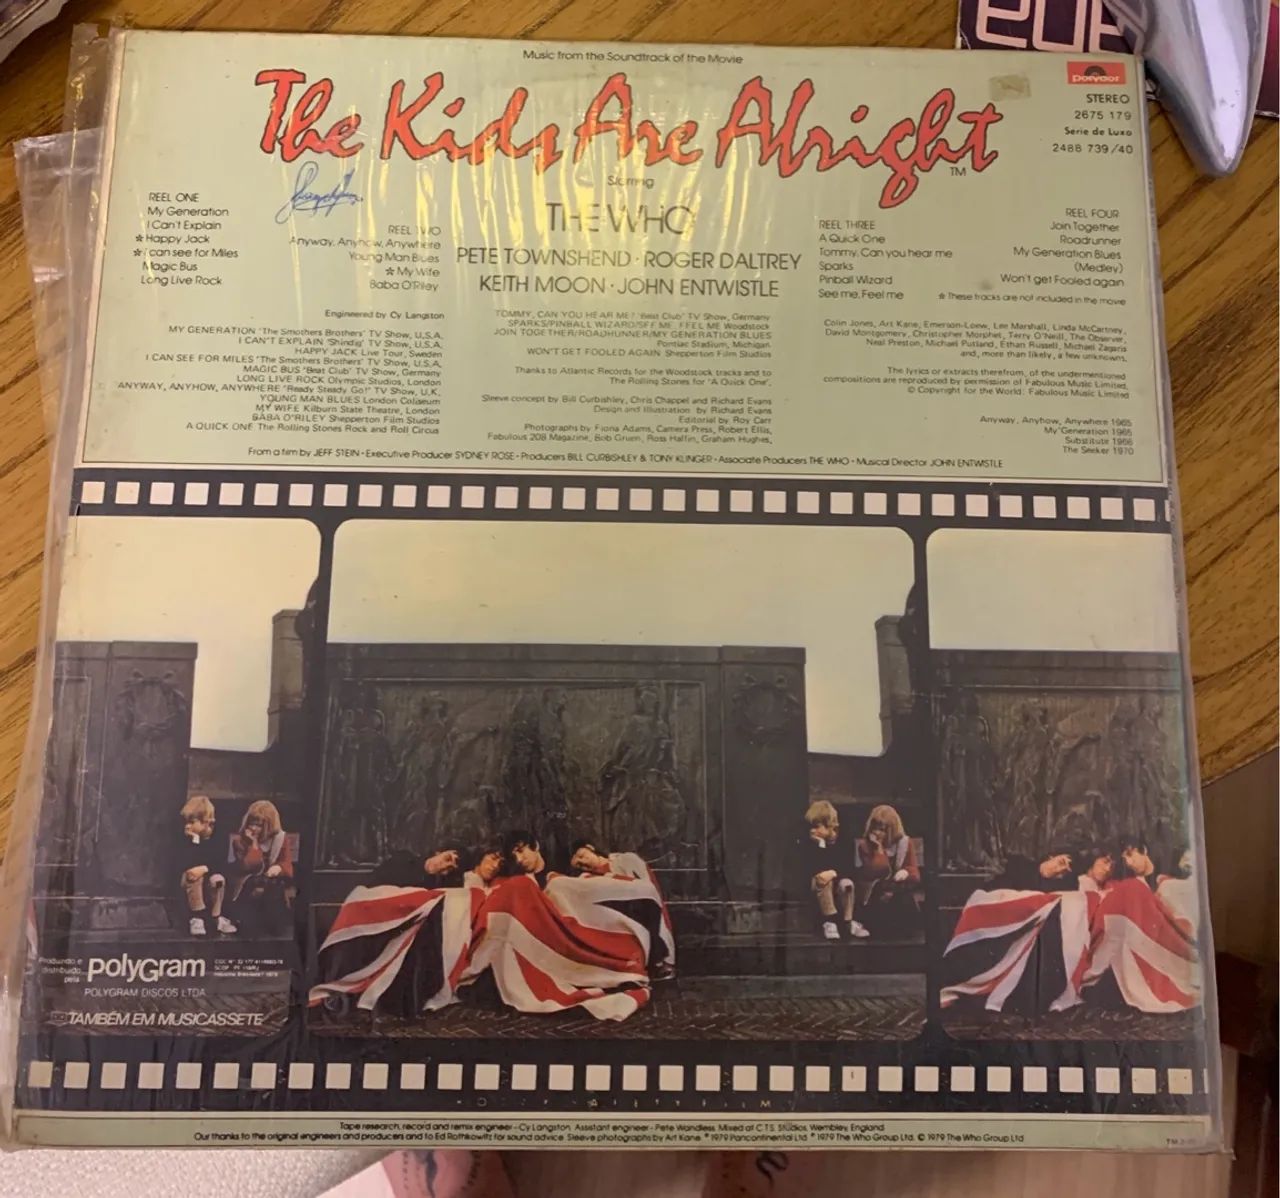 Music from the Soundtrack of the Movie
The Kids Are Alright
TM
Starring
THE WHO
PETE TOWNSHEND · ROGER DALTREY
KEITH MOON · JOHN ENTWISTLE
polydor
STEREO
2675 179
Serie de Luxo
2488 739/40
REEL ONE
My Generation
I Can't Explain
☆ Happy Jack
☆ I can see for Miles
Magic Bus
Long Live Rock
REEL TWO
Anyway, Anyhow, Anywhere
Young Man Blues
☆ My Wife
Baba O'Riley
REEL THREE
A Quick One
Tommy, Can you hear me
Sparks
Pinball Wizard
See me, Feel me
REEL FOUR
Join Together
Roadrunner
My Generation Blues
(Medley)
Won't get Fooled again
☆ These tracks are not included in the movie
Engineered by Cy Langston
MY GENERATION 'The Smothers Brothers' TV Show, U.S.A.
I CAN'T EXPLAIN 'Shindig' TV Show, U.S.A.
HAPPY JACK Live Tour, Sweden
I CAN SEE FOR MILES 'The Smothers Brothers' TV Show, U.S.A.
MAGIC BUS 'Beat Club' TV Show, Germany
LONG LIVE ROCK Olympic Studios, London
ANYWAY, ANYHOW, ANYWHERE 'Ready Steady Go!' TV Show, U.K.
YOUNG MAN BLUES London Coliseum
MY WIFE Kilburn State Theatre, London
BABA O'RILEY Shepperton Film Studios
A QUICK ONE The Rolling Stones Rock and Roll Circus
TOMMY, CAN YOU HEAR ME? 'Beat Club' TV Show, Germany
SPARKS/PINBALL WIZARD/SEE ME, FEEL ME Woodstock
JOIN TOGETHER/ROADRUNNER/MY GENERATION BLUES
Pontiac Stadium, Michigan
WON'T GET FOOLED AGAIN Shepperton Film Studios
Thanks to Atlantic Records for the Woodstock tracks and to
The Rolling Stones for 'A Quick One'.
Sleeve concept by Bill Curbishley, Chris Chappel and Richard Evans
Design and Illustration by Richard Evans
Editorial by Roy Carr
Photographs by Fiona Adams, Camera Press, Robert Ellis,
Fabulous 208 Magazine, Bob Gruen, Ross Halfin, Graham Hughes,
Colin Jones, Art Kane, Emerson-Loew, Lee Marshall, Linda McCartney,
David Montgomery, Christopher Morphet, Terry O'Neill, The Observer,
Neal Preston, Michael Putland, Ethan Russell, Michael Zagaris
and, more than likely, a few unknowns.
The lyrics or extracts therefrom, of the undermentioned
compositions are reproduced by permission of Fabulous Music Limited,
© Copyright for the World: Fabulous Music Limited
Anyway, Anyhow, Anywhere 1965
My Generation 1965
Substitute 1966
The Seeker 1970
From a film by JEFF STEIN · Executive Producer SYDNEY ROSE · Producers BILL CURBISHLEY & TONY KLINGER · Associate Producers THE WHO · Musical Director JOHN ENTWISTLE
Produzido e
distribuido
pela
polyGram
POLYGRAM DISCOS LTDA
TAMBÉM EM MUSICASSETE
Tape research, record and remix engineer - Cy Langston. Assistant engineer - Pete Wandless. Mixed at C.T.S. Studios, Wembley, England
Our thanks to the original engineers and producers and to Ed Rothkowitz for sound advice. Sleeve photographs by Art Kane. ℗ 1979 Pancontinental Ltd. ℗ 1979 The Who Group Ltd. © 1979 The Who Group Ltd